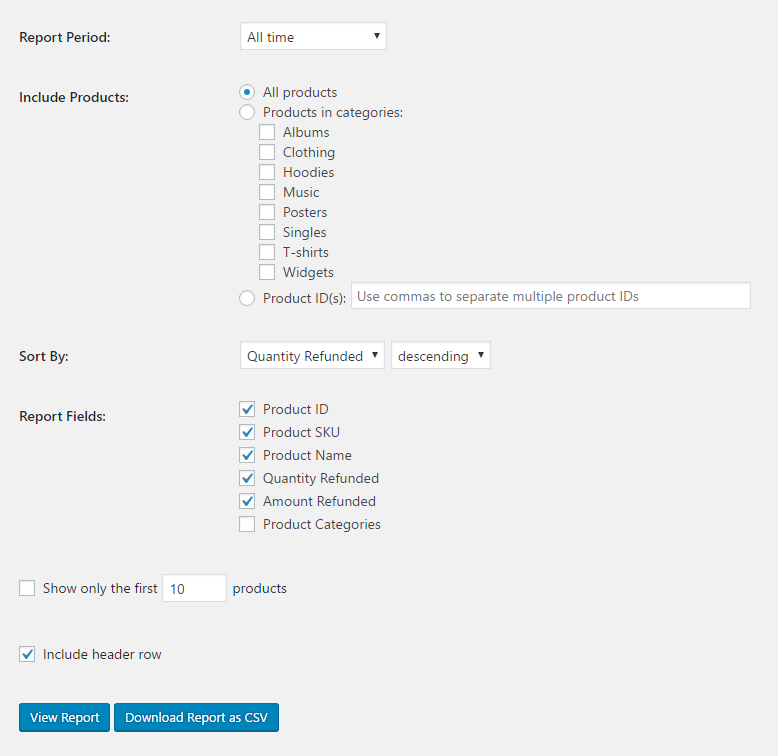 Report Period: All time
Include Products: All products
Products in categories:
Albums
Clothing
Hoodies
Music
Posters
Singles
T-shirts
Widgets
Product ID(s): Use commas to separate multiple product IDs
Sort By: Quantity Refunded descending
Report Fields: Product ID
Product SKU
Product Name
Quantity Refunded
Amount Refunded
Product Categories
Show only the first 10 products
Include header row
View Report Download Report as CSV